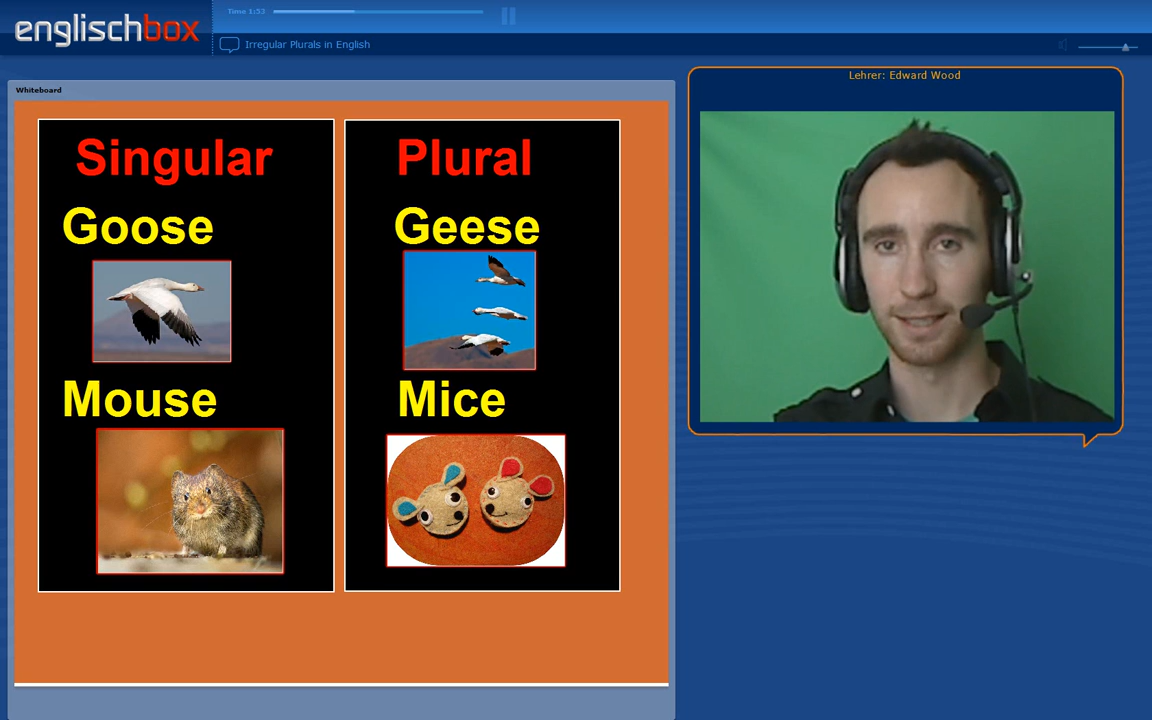 englischbox
Time 1:53
Irregular Plurals in English
Whiteboard
Singular
Goose
Mouse
Plural
Geese
Mice
Lehrer: Edward Wood